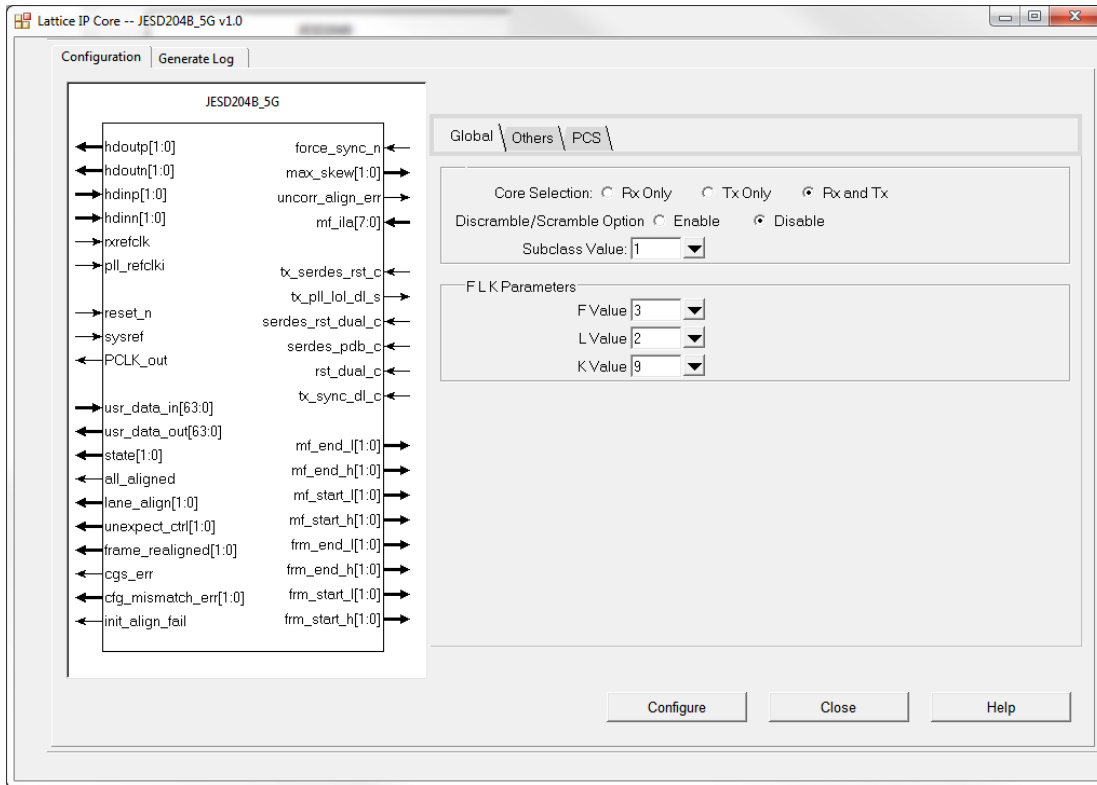 Lattice IP Core -- JESD204B_5G v1.0
Configuration
Generate Log
JESD204B_5G
hdoutp[1:0]
hdoutn[1:0]
hdinp[1:0]
hdinn[1:0]
rxrefclk
pll_refclki
reset_n
sysref
PCLK_out
usr_data_in[63:0]
usr_data_out[63:0]
state[1:0]
all_aligned
lane_align[1:0]
unexpect_ctrl[1:0]
frame_realigned[1:0]
cgs_err
cfg_mismatch_err[1:0]
init_align_fail
force_sync_n
max_skew[1:0]
uncorr_align_err
mf_ila[7:0]
tx_serdes_rst_c
tx_pll_lol_dl_s
serdes_rst_dual_c
serdes_pdb_c
rst_dual_c
tx_sync_dl_c
mf_end_l[1:0]
mf_end_h[1:0]
mf_start_l[1:0]
mf_start_h[1:0]
frm_end_l[1:0]
frm_end_h[1:0]
frm_start_l[1:0]
frm_start_h[1:0]
Global Others PCS
Core Selection: Rx Only Tx Only Rx and Tx
Discramble/Scramble Option Enable Disable
Subclass Value: 1
F L K Parameters
F Value 3
L Value 2
K Value 9
Configure Close Help